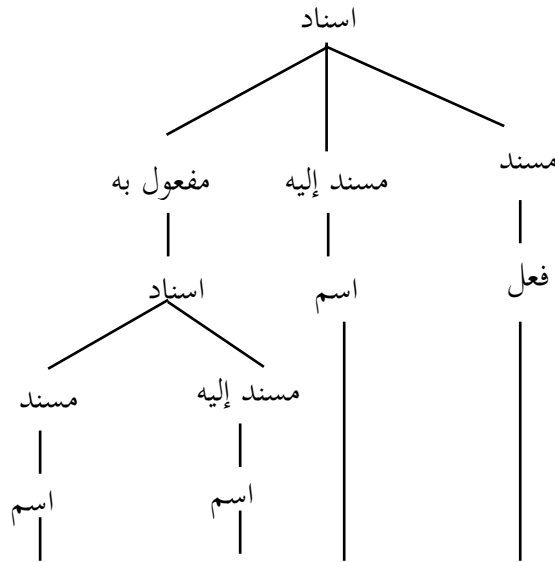 اسناد
مسند
مسند إليه
مفعول به
فعل
اسم
اسناد
مسند إليه
مسند
اسم
اسم